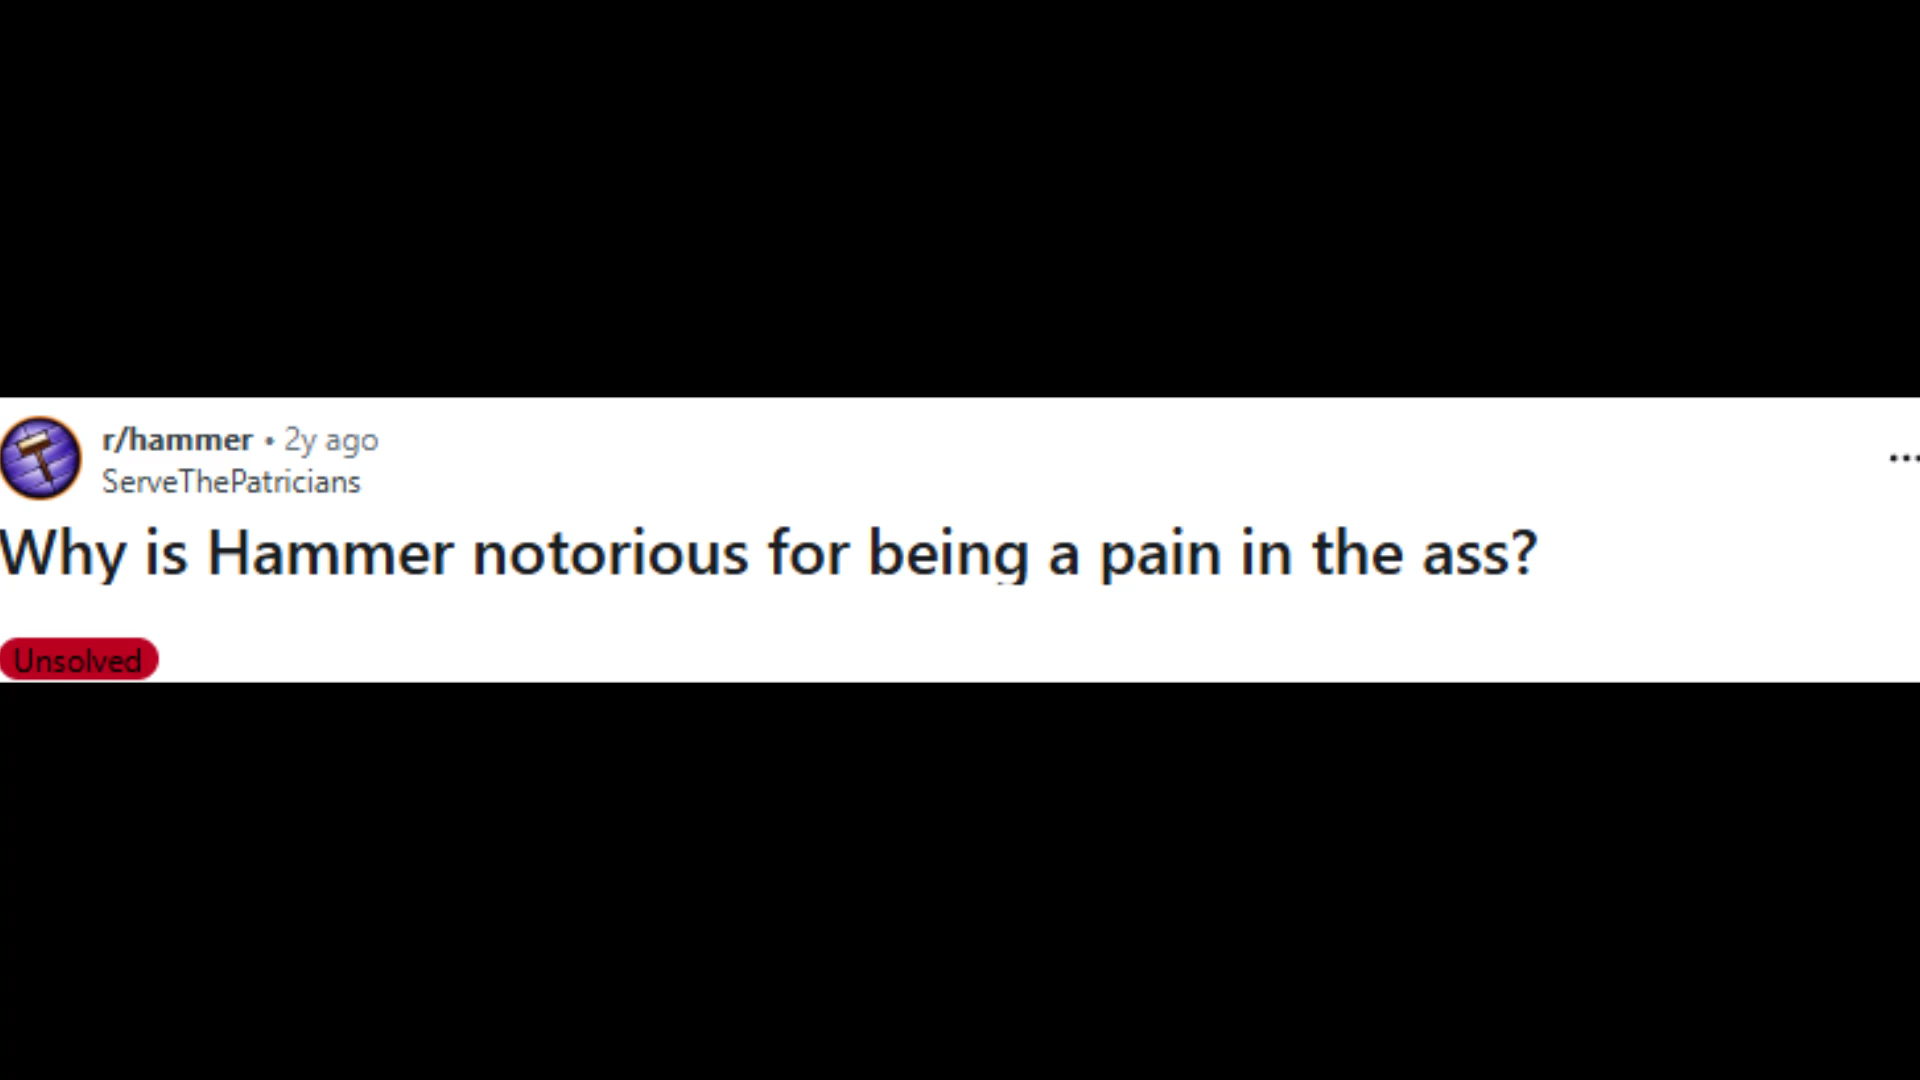 r/hammer • 2y ago
ServeThePatricians
Why is Hammer notorious for being a pain in the ass?
Unsolved